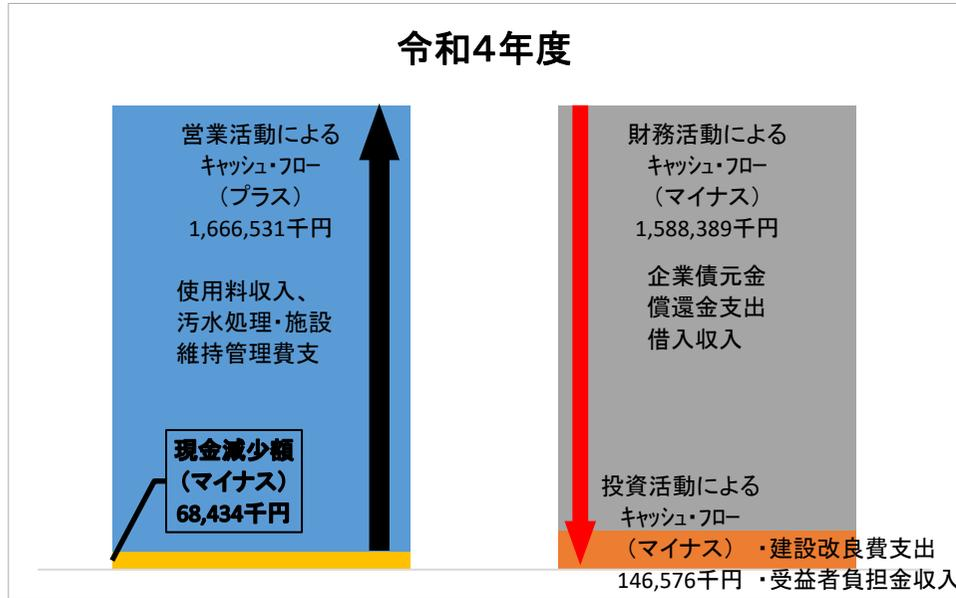 令和４年度
営業活動による
ｷｬｯｼｭ・ﾌﾛｰ
（プラス）
1,666,531千円
使用料収入、
汚水処理・施設
維持管理費支
現金減少額
（マイナス）
68,434千円
財務活動による
ｷｬｯｼｭ・ﾌﾛｰ
（マイナス）
1,588,389千円
企業債元金
償還金支出
借入収入
投資活動による
ｷｬｯｼｭ・ﾌﾛｰ
（マイナス） ・建設改良費支出
146,576千円 ・受益者負担金収入